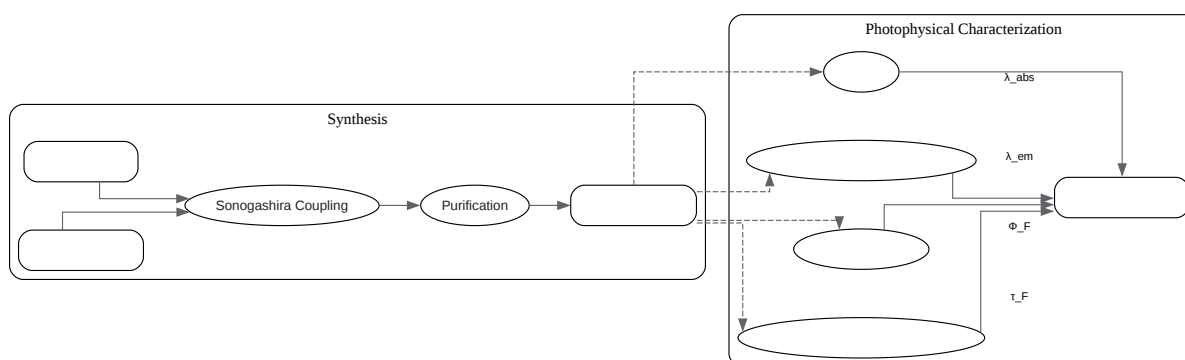 Photophysical Characterization
λ_abs
Synthesis
λ_em
Sonogashira Coupling
Purification
Φ_F
τ_F